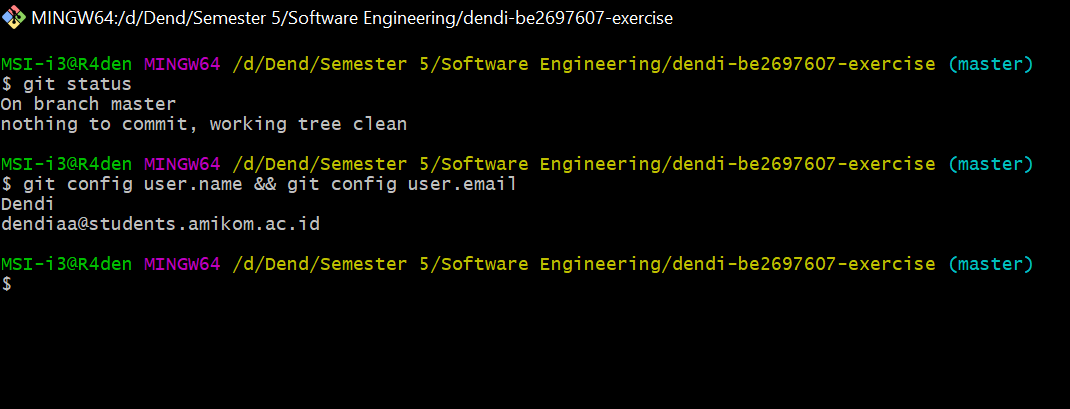 MINGW64:/d/Dend/Semester 5/Software Engineering/dendi-be2697607-exercise
MSI-i3@R4den MINGW64 /d/Dend/Semester 5/Software Engineering/dendi-be2697607-exercise (master)
$ git status
On branch master
nothing to commit, working tree clean
MSI-i3@R4den MINGW64 /d/Dend/Semester 5/Software Engineering/dendi-be2697607-exercise (master)
$ git config user.name && git config user.email
Dendi
dendiaa@students.amikom.ac.id
MSI-i3@R4den MINGW64 /d/Dend/Semester 5/Software Engineering/dendi-be2697607-exercise (master)
$